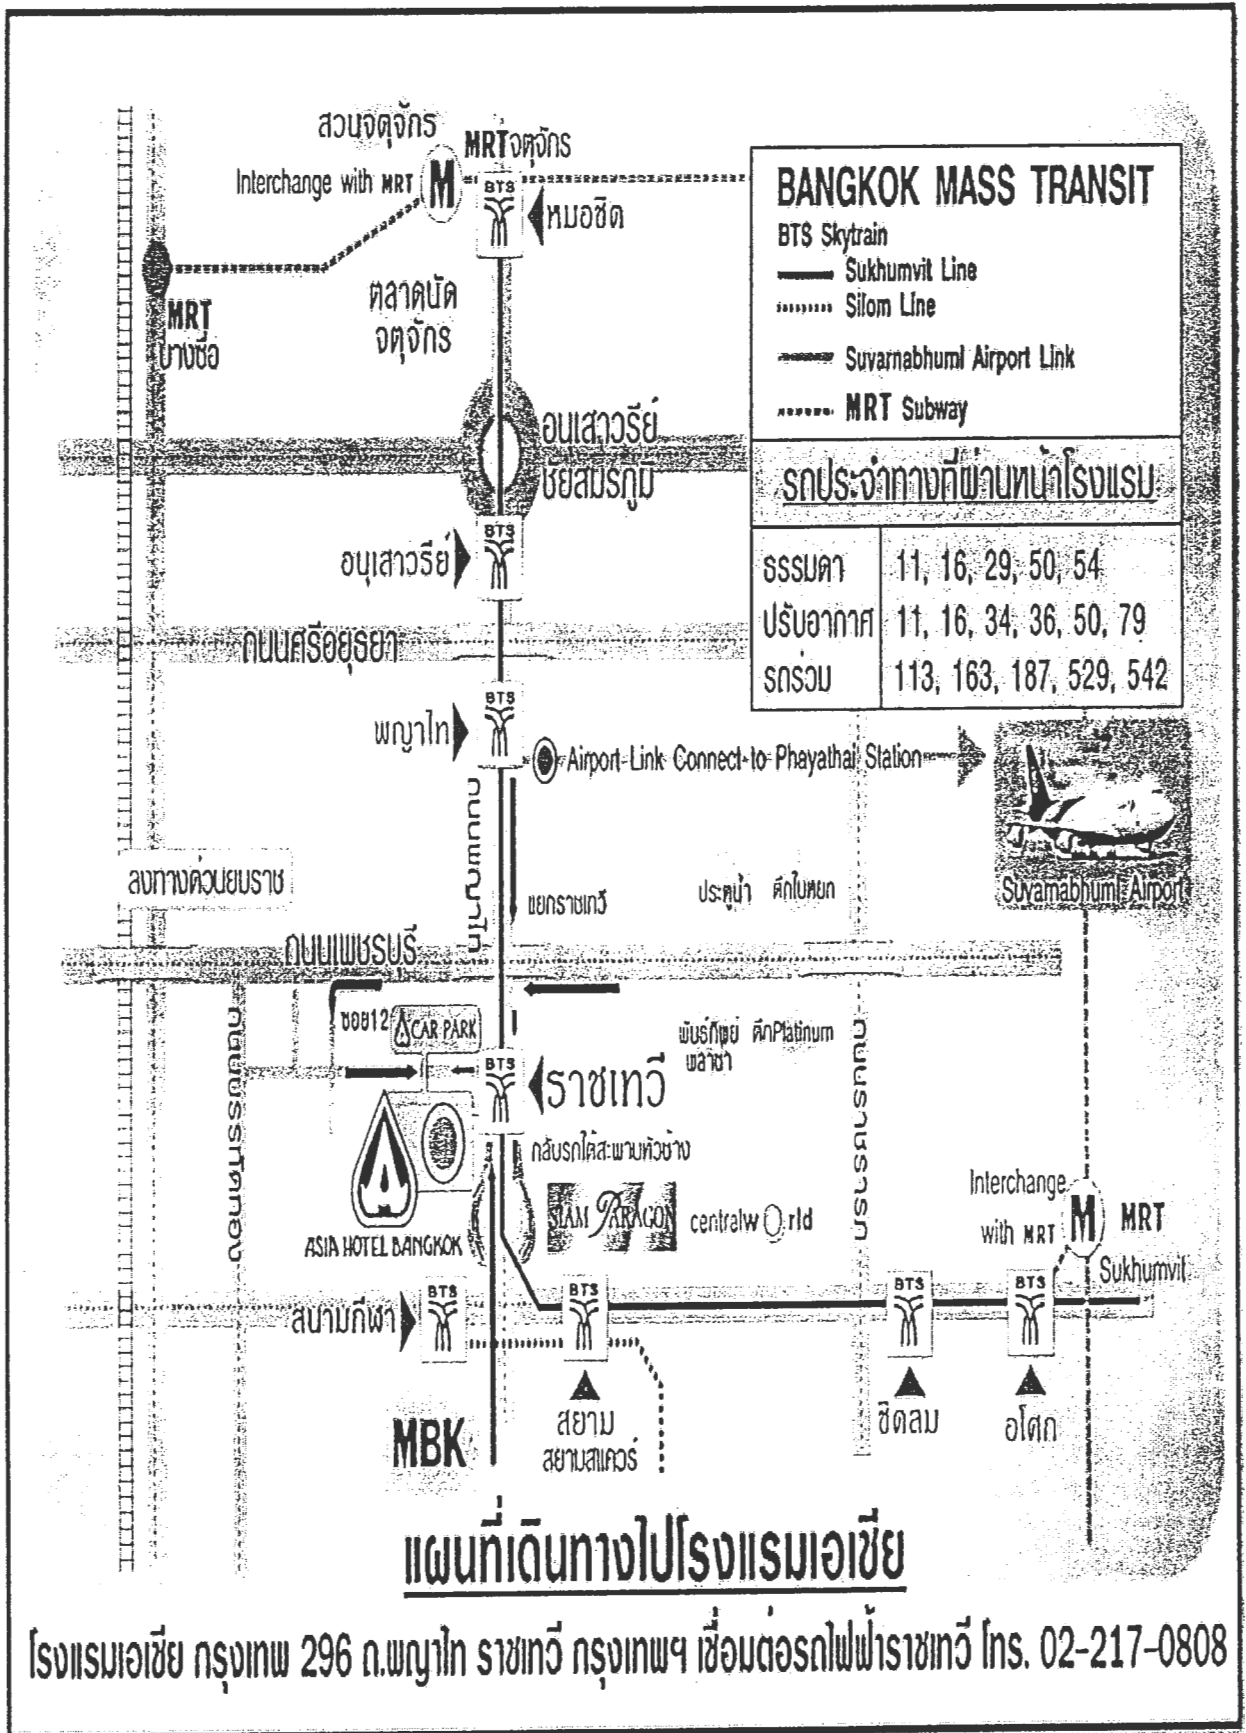 สวนจตุจักร
MRTจตุจักร
Interchange with MRT
M
BTS
หมอชิต
MRT
บางซื่อ
ตลาดนัด
จตุจักร
BANGKOK MASS TRANSIT
BTS Skytrain
Sukhumvit Line
Silom Line
Suvarnabhumi Airport Link
MRT Subway
รถประจำทางที่ผ่านหน้าโรงแรม
ธรรมดา 11, 16, 29, 50, 54
ปรับอากาศ 11, 16, 34, 36, 50, 79
รถร่วม 113, 163, 187, 529, 542
อนุเสาวรีย์
ชัยสมรภูมิ
BTS
อนุเสาวรีย์
ถนนศรีอยุธยา
BTS
พญาไท
Airport Link Connect to Phayathai Station
Suvarnabhumi Airport
ถนนพญาไท
ลงทางด่วนยมราช
แยกราชเทวี
ประตูน้ำ ตึกใบหยก
ถนนเพชรบุรี
ซอย12
CAR PARK
พันธ์ทิพย์ ตึกPlatinum
พลาซ่า
BTS
ราชเทวี
ถนนบรรทัดทอง
ถนนราชปรารภ
กลับรถใต้สะพานหัวช้าง
ASIA HOTEL BANGKOK
SIAM PARAGON
centralworld
Interchange
with MRT
M
MRT
Sukhumvit
สนามกีฬา
BTS
BTS
BTS
BTS
MBK
สยาม
สยามสแควร์
ชิดลม
อโศก
แผนที่เดินทางไปโรงแรมเอเชีย
โรงแรมเอเชีย กรุงเทพ 296 ถ.พญาไท ราชเทวี กรุงเทพฯ เชื่อมต่อรถไฟฟ้าราชเทวี โทร. 02-217-0808